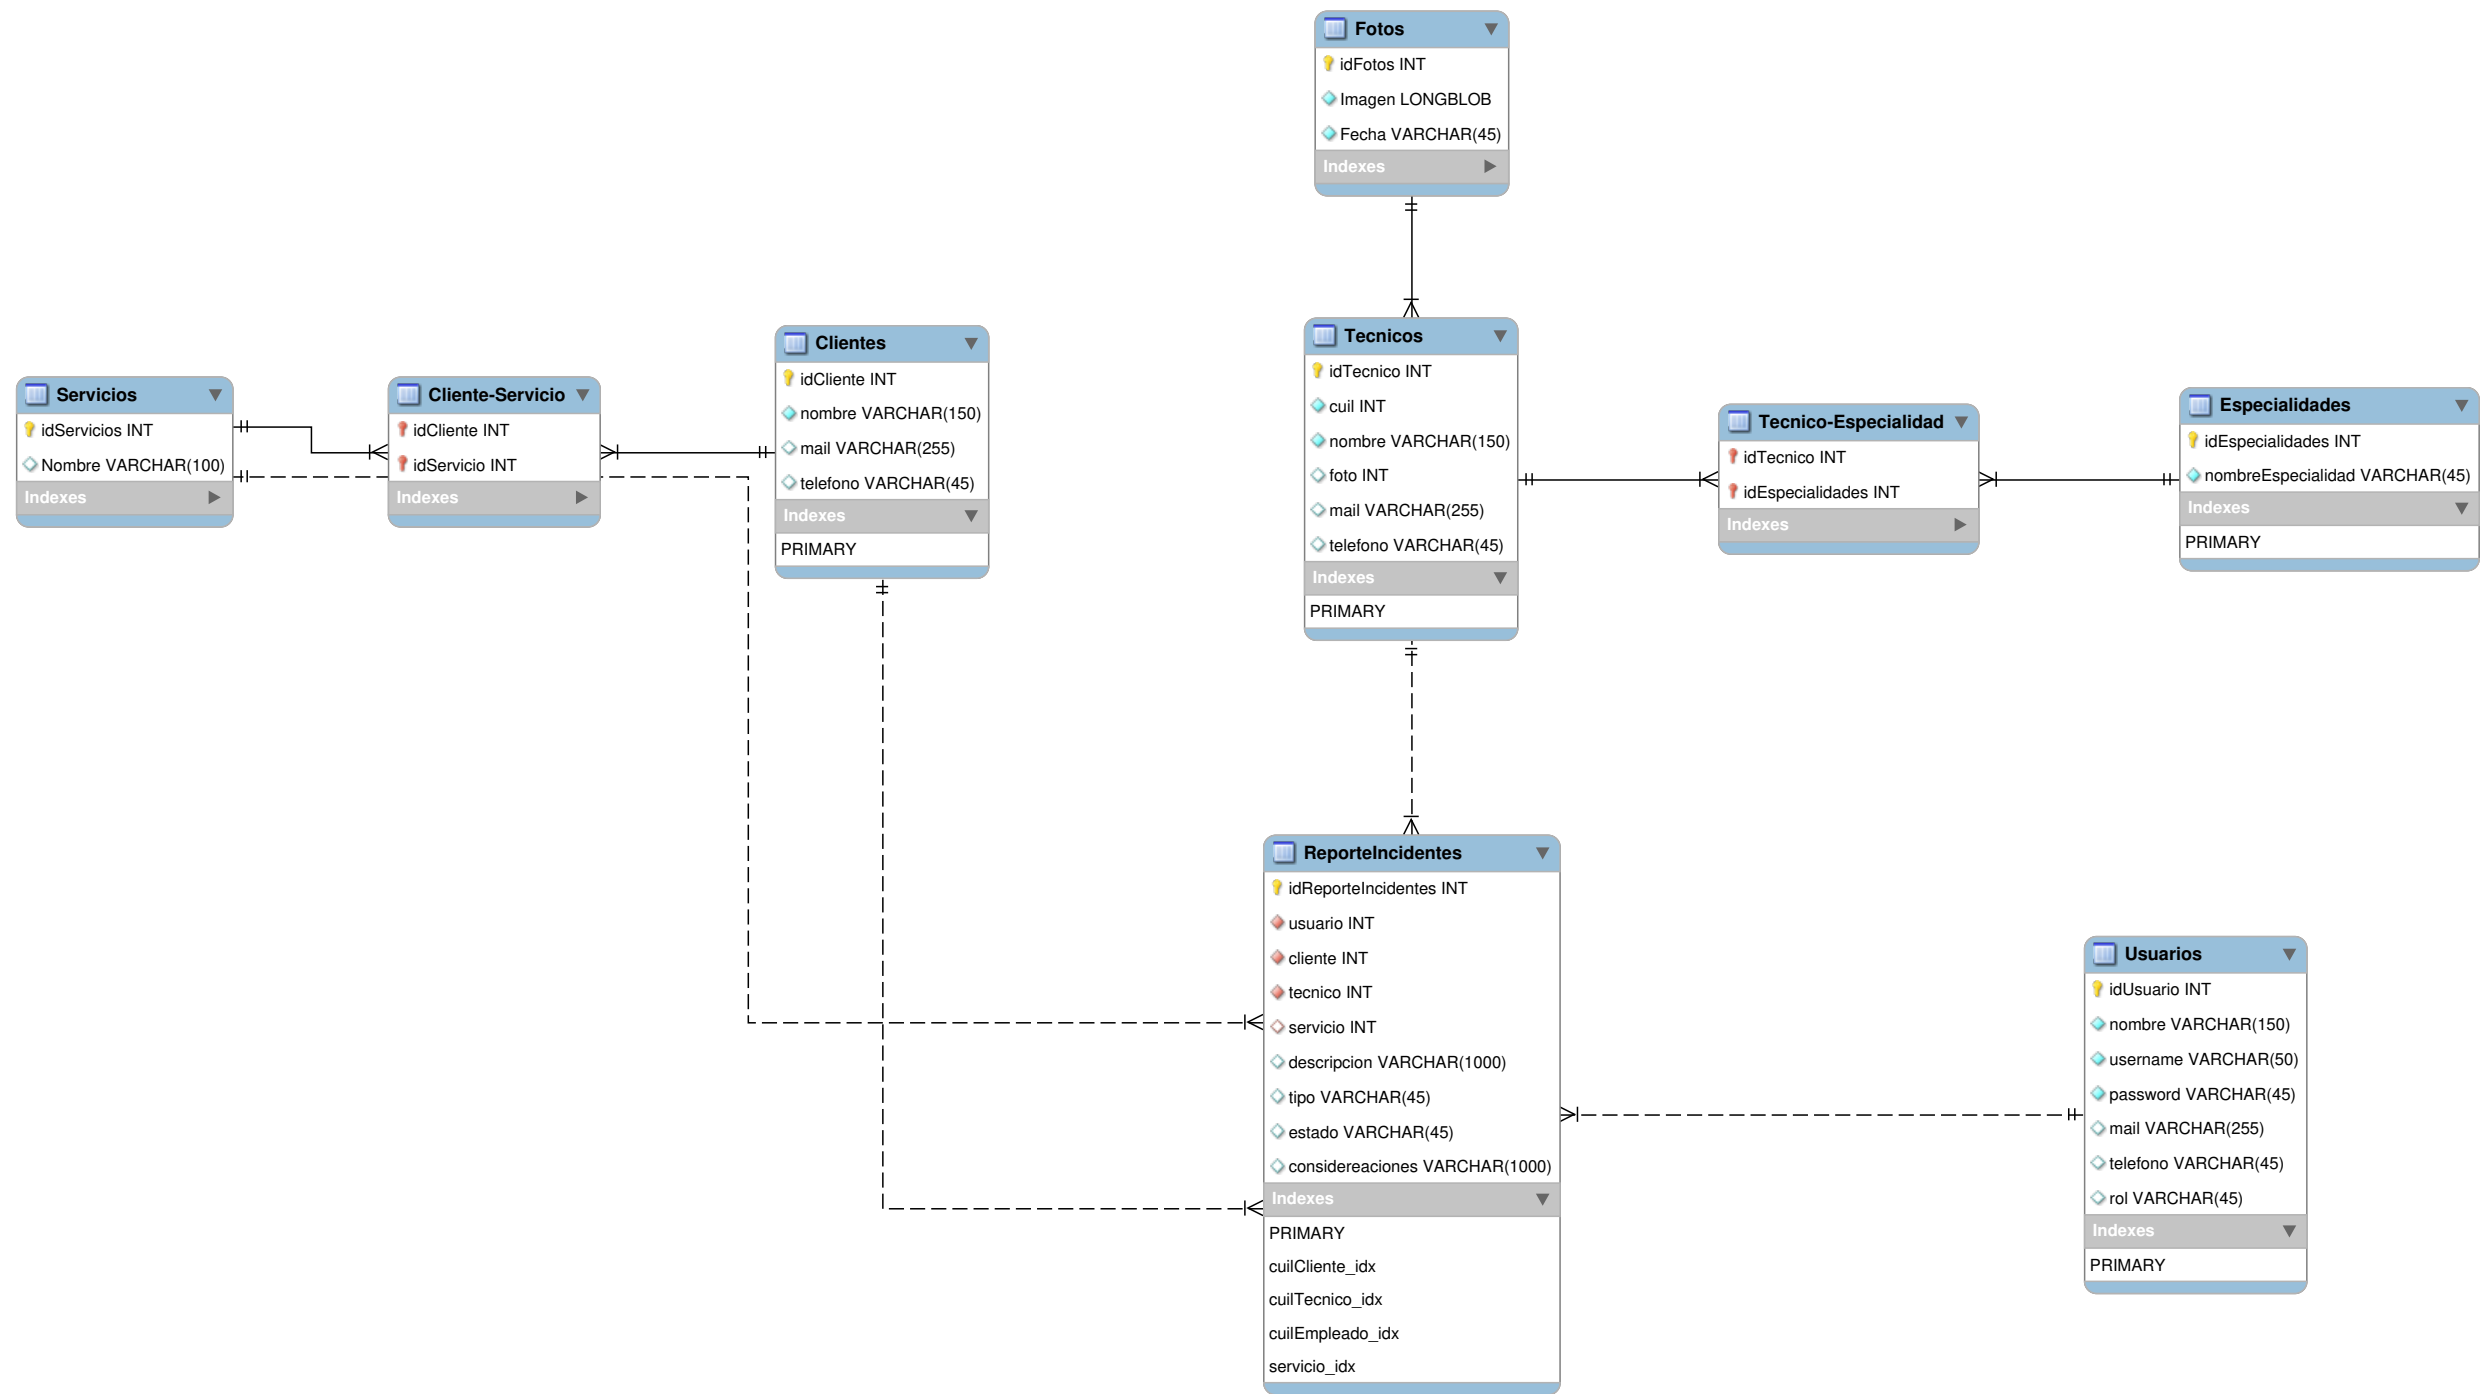 Fotos
idFotos INT
Imagen LONGBLOB
Fecha VARCHAR(45)
Indexes
Servicios
idServicios INT
Nombre VARCHAR(100)
Indexes
Cliente-Servicio
idCliente INT
idServicio INT
Indexes
Clientes
idCliente INT
nombre VARCHAR(150)
mail VARCHAR(255)
telefono VARCHAR(45)
Indexes
PRIMARY
Tecnicos
idTecnico INT
cuil INT
nombre VARCHAR(150)
foto INT
mail VARCHAR(255)
telefono VARCHAR(45)
Indexes
PRIMARY
Tecnico-Especialidad
idTecnico INT
idEspecialidades INT
Indexes
Especialidades
idEspecialidades INT
nombreEspecialidad VARCHAR(45)
Indexes
PRIMARY
ReporteIncidentes
idReporteIncidentes INT
usuario INT
cliente INT
tecnico INT
servicio INT
descripcion VARCHAR(1000)
tipo VARCHAR(45)
estado VARCHAR(45)
considereaciones VARCHAR(1000)
Indexes
PRIMARY
cuilCliente_idx
cuilTecnico_idx
cuilEmpleado_idx
servicio_idx
Usuarios
idUsuario INT
nombre VARCHAR(150)
username VARCHAR(50)
password VARCHAR(45)
mail VARCHAR(255)
telefono VARCHAR(45)
rol VARCHAR(45)
Indexes
PRIMARY